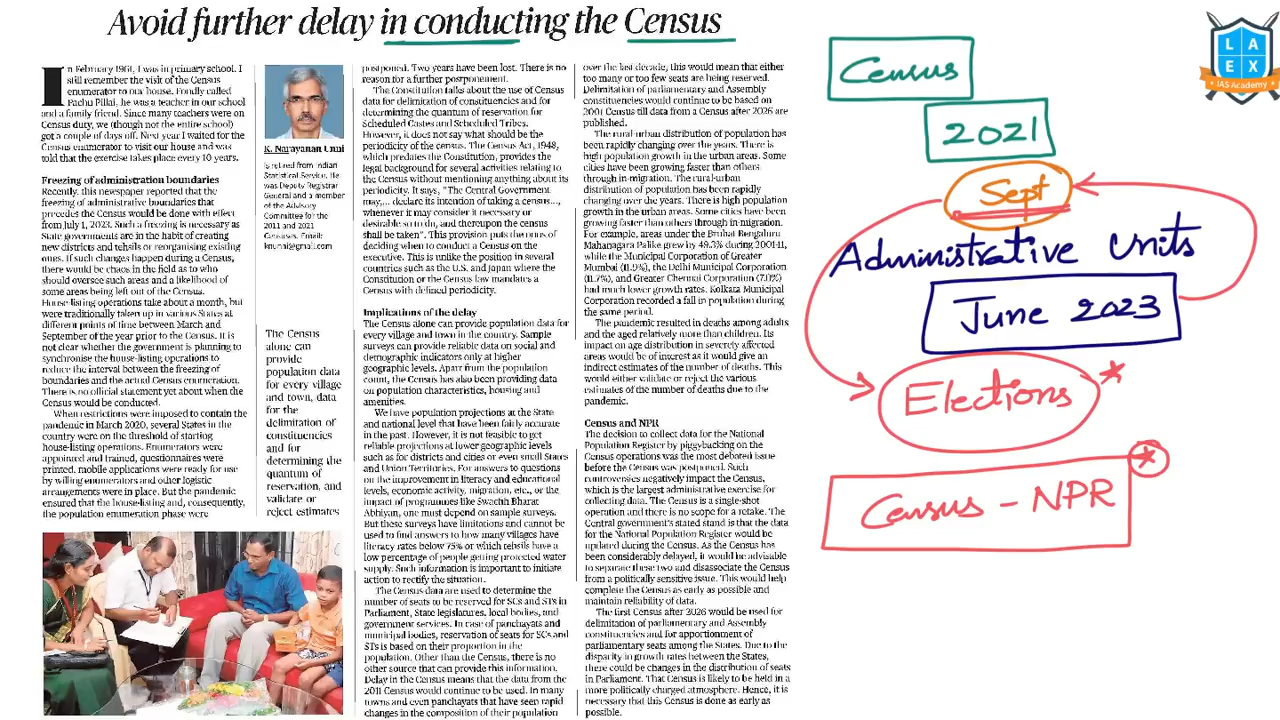 Avoid further delay in conducting the Census
In February 1961, I was in primary school. I
still remember the visit of the Census
enumerator to our house. Fondly called
Pachu Pillai, he was a teacher in our school
and a family friend. Since many teachers were on
Census duty, we (though not the entire school)
got a couple of days off. Next year I waited for the
Census enumerator to visit our house and was
told that the exercise takes place every 10 years.
Freezing of administration boundaries
Recently, this newspaper reported that the
freezing of administrative boundaries that
precedes the Census would be done with effect
from July 1, 2023. Such a freezing is necessary as
State governments are in the habit of creating
new districts and tehsils or reorganising existing
ones. If such changes happen during a Census,
there would be chaos in the field as to who
should oversee such areas and a likelihood of
some areas being left out of the Census.
House-listing operations take about a month, but
were traditionally taken up in various States at
different points of time between March and
September of the year prior to the Census. It is
not clear whether the government is planning to
synchronise the house-listing operations to
reduce the interval between the freezing of
boundaries and the actual Census enumeration.
There is no official statement yet about when the
Census would be conducted.
When restrictions were imposed to contain the
pandemic in March 2020, several States in the
country were on the threshold of starting
house-listing operations. Enumerators were
appointed and trained, questionnaires were
printed, mobile applications were ready for use
by willing enumerators and other logistic
arrangements were in place. But the pandemic
ensured that the house-listing and, consequently,
the population enumeration phase were
K. Narayanan Unni
is retired from Indian
Statistical Service. He
was Deputy Registrar
General and a member
of the Advisory
Committee for the
2011 and 2021
Censuses. Email:
knunni@gmail.com
The Census
alone can
provide
population data
for every village
and town, data
for the
delimitation of
constituencies
and for
determining the
quantum of
reservation, and
validate or
reject estimates
postponed. Two years have been lost. There is no
reason for a further postponement.
The Constitution talks about the use of Census
data for delimitation of constituencies and for
determining the quantum of reservation for
Scheduled Castes and Scheduled Tribes.
However, it does not say what should be the
periodicity of the census. The Census Act, 1948,
which predates the Constitution, provides the
legal background for several activities relating to
the Census without mentioning anything about its
periodicity. It says, "The Central Government
may,... declare its intention of taking a census...,
whenever it may consider it necessary or
desirable so to do, and thereupon the census
shall be taken". This provision puts the onus of
deciding when to conduct a Census on the
executive. This is unlike the position in several
countries such as the U.S. and Japan where the
Constitution or the Census law mandates a
Census with defined periodicity.
Implications of the delay
The Census alone can provide population data for
every village and town in the country. Sample
surveys can provide reliable data on social and
demographic indicators only at higher
geographic levels. Apart from the population
count, the Census has also been providing data
on population characteristics, housing and
amenities.
We have population projections at the State
and national level that have been fairly accurate
in the past. However, it is not feasible to get
reliable projections at lower geographic levels
such as for districts and cities or even small States
and Union Territories. For answers to questions
on the improvement in literacy and educational
levels, economic activity, migration, etc., or the
impact of programmes like Swachh Bharat
Abhiyan, one must depend on sample surveys.
But these surveys have limitations and cannot be
used to find answers to how many villages have
literacy rates below 75% or which tehsils have a
low percentage of people getting protected water
supply. Such information is important to initiate
action to rectify the situation.
The Census data are used to determine the
number of seats to be reserved for SCs and STs in
Parliament, State legislatures, local bodies, and
government services. In case of panchayats and
municipal bodies, reservation of seats for SCs and
STs is based on their proportion in the
population. Other than the Census, there is no
other source that can provide this information.
Delay in the Census means that the data from the
2011 Census would continue to be used. In many
towns and even panchayats that have seen rapid
changes in the composition of their population
over the last decade, this would mean that either
too many or too few seats are being reserved.
Delimitation of parliamentary and Assembly
constituencies would continue to be based on
2001 Census till data from a Census after 2026 are
published.
The rural-urban distribution of population has
been rapidly changing over the years. There is
high population growth in the urban areas. Some
cities have been growing faster than others
through in-migration. The rural-urban
distribution of population has been rapidly
changing over the years. There is high population
growth in the urban areas. Some cities have been
growing faster than others through in-migration.
For example, areas under the Bruhat Bengaluru
Mahanagara Palike grew by 49.3% during 2001-11,
while the Municipal Corporation of Greater
Mumbai (11.9%), the Delhi Municipal Corporation
(11.7%), and Greater Chennai Corporation (7.0%)
had much lower growth rates. Kolkata Municipal
Corporation recorded a fall in population during
the same period.
The pandemic resulted in deaths among adults
and the aged relatively more than children. Its
impact on age distribution in severely affected
areas would be of interest as it would give an
indirect estimates of the number of deaths. This
would either validate or reject the various
estimates of the number of deaths due to the
pandemic.
Census and NPR
The decision to collect data for the National
Population Register by piggybacking on the
Census operations was the most debated issue
before the Census was postponed. Such
controversies negatively impact the Census,
which is the largest administrative exercise for
collecting data. The Census is a single-shot
operation and there is no scope for a retake. The
Central government's stated stand is that the data
for the National Population Register would be
updated during the Census. As the Census has
been considerably delayed, it would be advisable
to separate these two and disassociate the Census
from a politically sensitive issue. This would help
complete the Census as early as possible and
maintain reliability of data.
The first Census after 2026 would be used for
delimitation of parliamentary and Assembly
constituencies and for apportionment of
parliamentary seats among the States. Due to the
disparity in growth rates between the States,
there could be changes in the distribution of seats
in Parliament. That Census is likely to be held in
a more politically charged atmosphere. Hence, it is
necessary that this Census is done as early as
possible.
Census
2021
Sept
Administrative Units
June 2023
Elections *
*
Census - NPR
L A
E X
IAS Academy